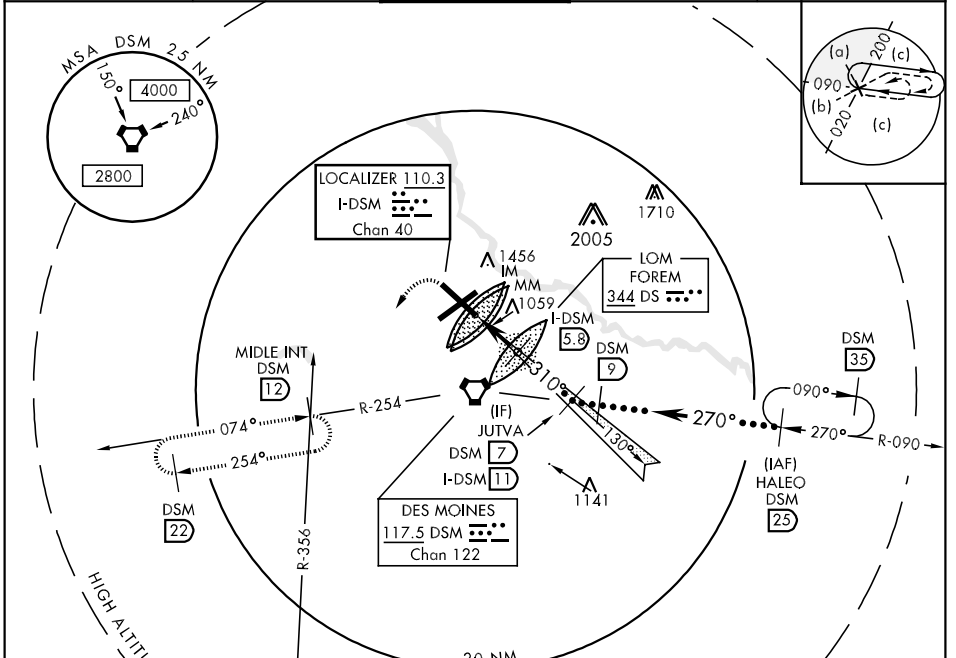 MSA DSM 25 NM
150°
4000
240°
2800
(a)
200
(c)
090
(b)
020
(c)
LOCALIZER 110.3
I-DSM
Chan 40
1456
IM
MM
1059
2005
1710
LOM
FOREM
344 DS
I-DSM
5.8
DSM
9
310°
130°
MIDLE INT
DSM
12
R-254
074°
254°
DSM
22
R-356
(IF)
JUTVA
DSM 7
I-DSM 11
1141
DES MOINES
117.5 DSM
Chan 122
270°
DSM
35
090°
270°
R-090
(IAF)
HALEO
DSM
25
20 NM